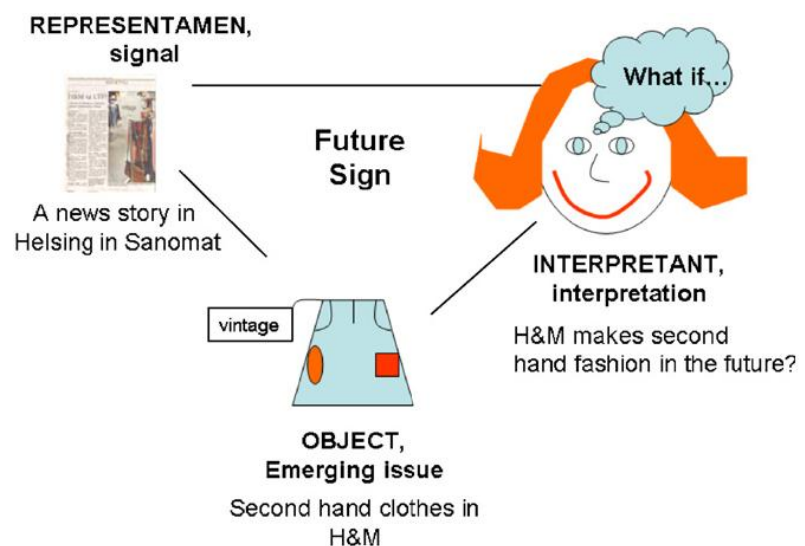 REPRESENTAMEN,
signal
A news story in
Helsing in Sanomat
Future
Sign
What if...
INTERPRETANT,
interpretation
H&M makes second
hand fashion in the future?
vintage
OBJECT,
Emerging issue
Second hand clothes in
H&M